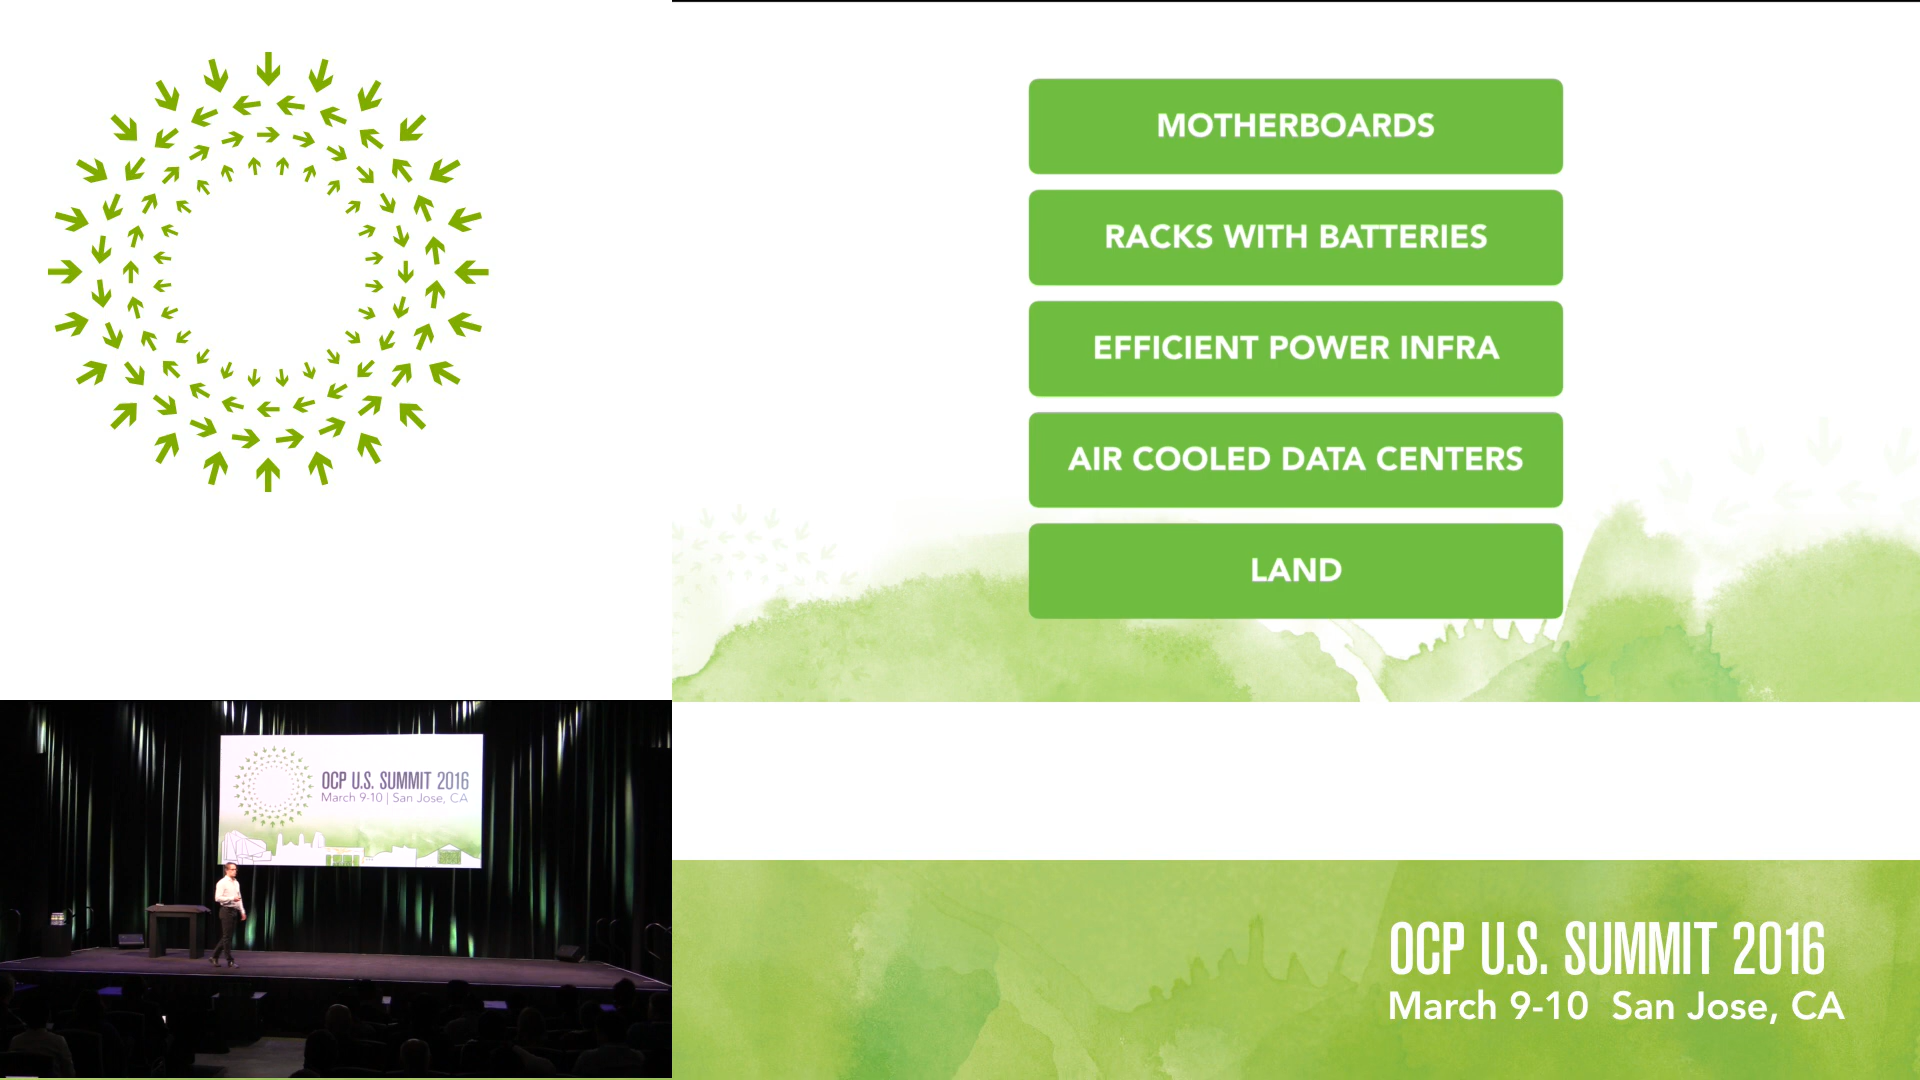 MOTHERBOARDS
RACKS WITH BATTERIES
EFFICIENT POWER INFRA
AIR COOLED DATA CENTERS
LAND
OCP U.S. SUMMIT 2016
March 9-10 | San Jose, CA
OCP U.S. SUMMIT 2016
March 9-10 San Jose, CA